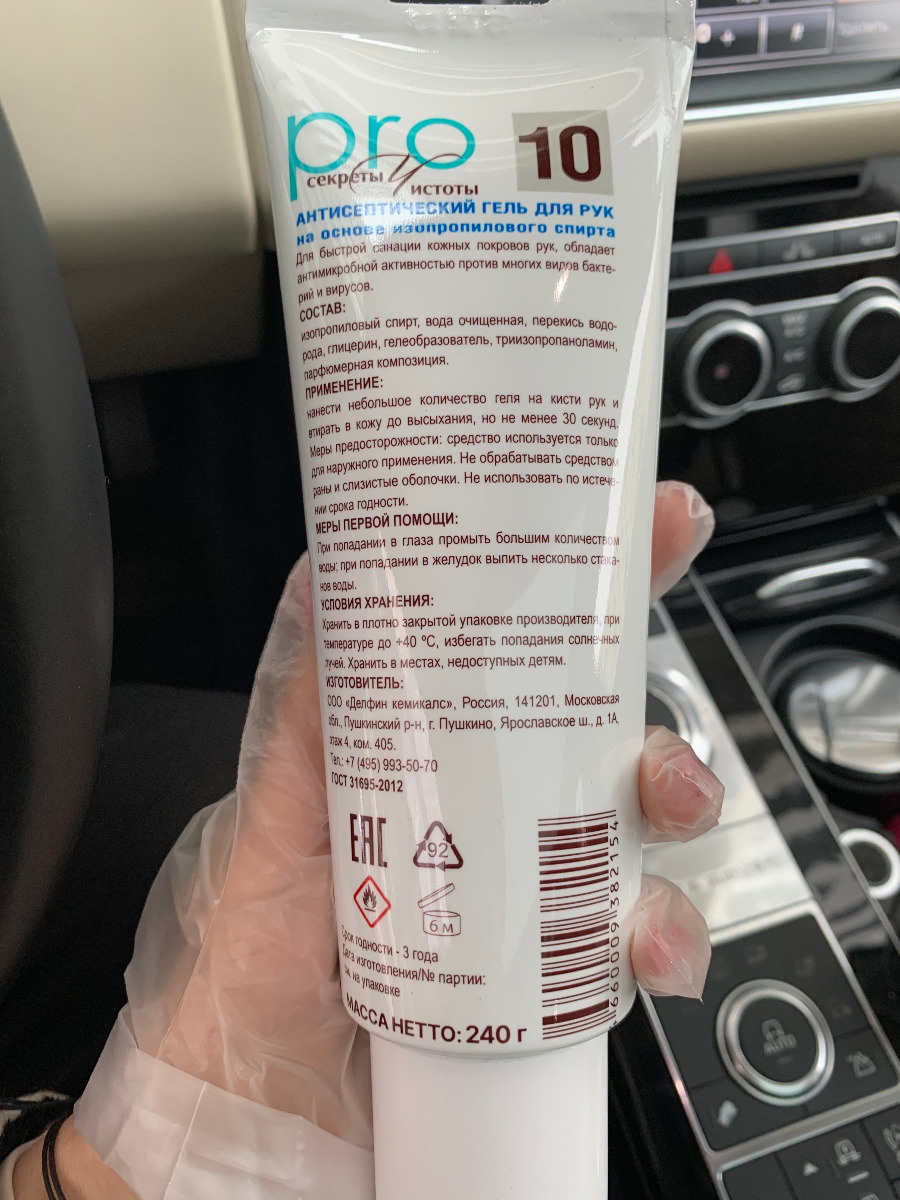 pro
секреты Чистоты
10
АНТИСЕПТИЧЕСКИЙ ГЕЛЬ ДЛЯ РУК
на основе изопропилового спирта
Для быстрой санации кожных покровов рук, обладает
антимикробной активностью против многих видов бакте-
рий и вирусов.
СОСТАВ:
изопропиловый спирт, вода очищенная, перекись водо-
рода, глицерин, гелеобразователь, триизопропаноламин,
парфюмерная композиция.
ПРИМЕНЕНИЕ:
нанести небольшое количество геля на кисти рук и
втирать в кожу до высыхания, но не менее 30 секунд.
Меры предосторожности: средство используется только
для наружного применения. Не обрабатывать средством
раны и слизистые оболочки. Не использовать по истече-
нии срока годности.
МЕРЫ ПЕРВОЙ ПОМОЩИ:
При попадании в глаза промыть большим количеством
воды; при попадании в желудок выпить несколько стака-
нов воды.
УСЛОВИЯ ХРАНЕНИЯ:
Хранить в плотно закрытой упаковке производителя, при
температуре до +40 °С, избегать попадания солнечных
лучей. Хранить в местах, недоступных детям.
ИЗГОТОВИТЕЛЬ:
ООО «Делфин кемикалс», Россия, 141201, Московская
обл., Пушкинский р-н, г. Пушкино, Ярославское ш., д. 1А,
этаж 4, ком. 405.
Тел.: +7 (495) 993-50-70
ГОСТ 31695-2012
EAC
92
6 М
Срок годности - 3 года
Дата изготовления/№ партии:
см. на упаковке
МАССА НЕТТО: 240 г
660009 382154
AUTO